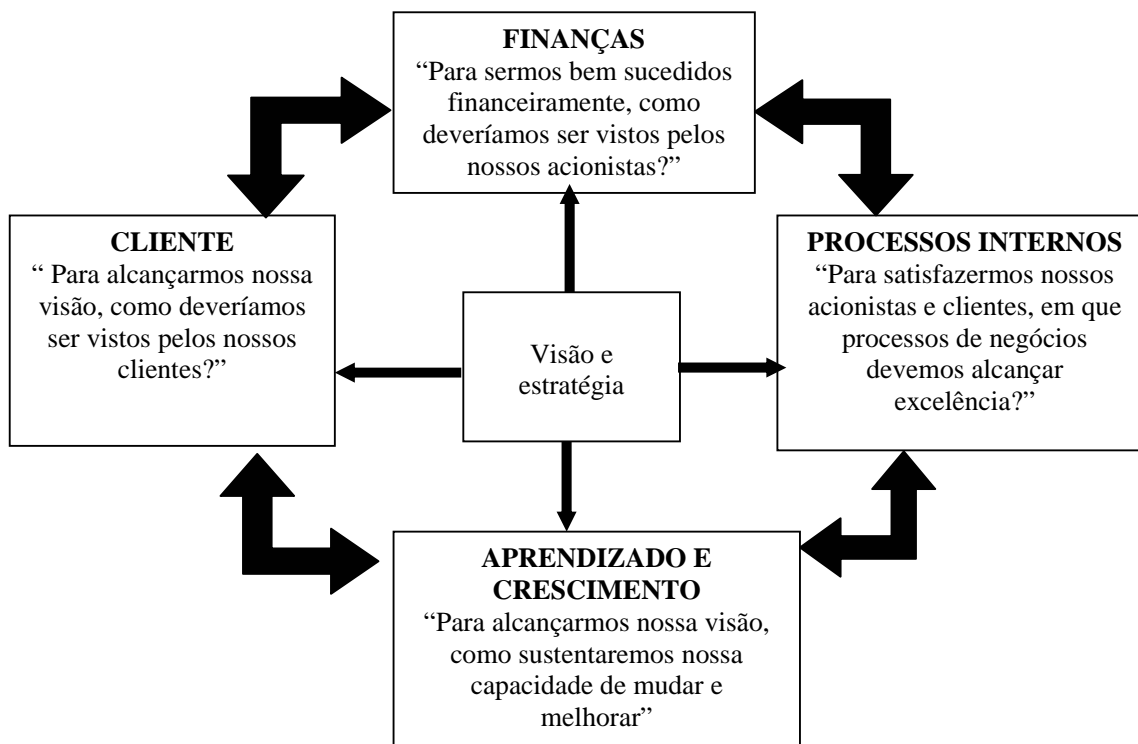 FINANÇAS
“Para sermos bem sucedidos
financeiramente, como
deveríamos ser vistos pelos
nossos acionistas?”
CLIENTE
“ Para alcançarmos nossa
visão, como deveríamos
ser vistos pelos nossos
clientes?”
Visão e
estratégia
PROCESSOS INTERNOS
“Para satisfazermos nossos
acionistas e clientes, em que
processos de negócios
devemos alcançar
excelência?”
APRENDIZADO E
CRESCIMENTO
“Para alcançarmos nossa visão,
como sustentaremos nossa
capacidade de mudar e
melhorar”